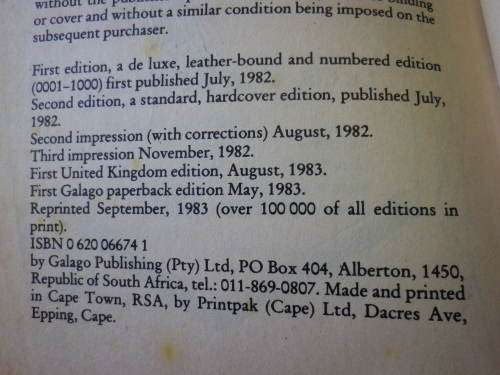 without the
or cover and without a similar condition being imposed on the
subsequent purchaser.
First edition, a de luxe, leather-bound and numbered edition
(0001–1000) first published July, 1982.
Second edition, a standard, hardcover edition, published July,
1982.
Second impression (with corrections) August, 1982.
Third impression November, 1982.
First United Kingdom edition, August, 1983.
First Galago paperback edition May, 1983.
Reprinted September, 1983 (over 100 000 of all editions in
print).
ISBN 0 620 06674 1
by Galago Publishing (Pty) Ltd, PO Box 404, Alberton, 1450,
Republic of South Africa, tel.: 011-869-0807. Made and printed
in Cape Town, RSA, by Printpak (Cape) Ltd, Dacres Ave,
Epping, Cape.